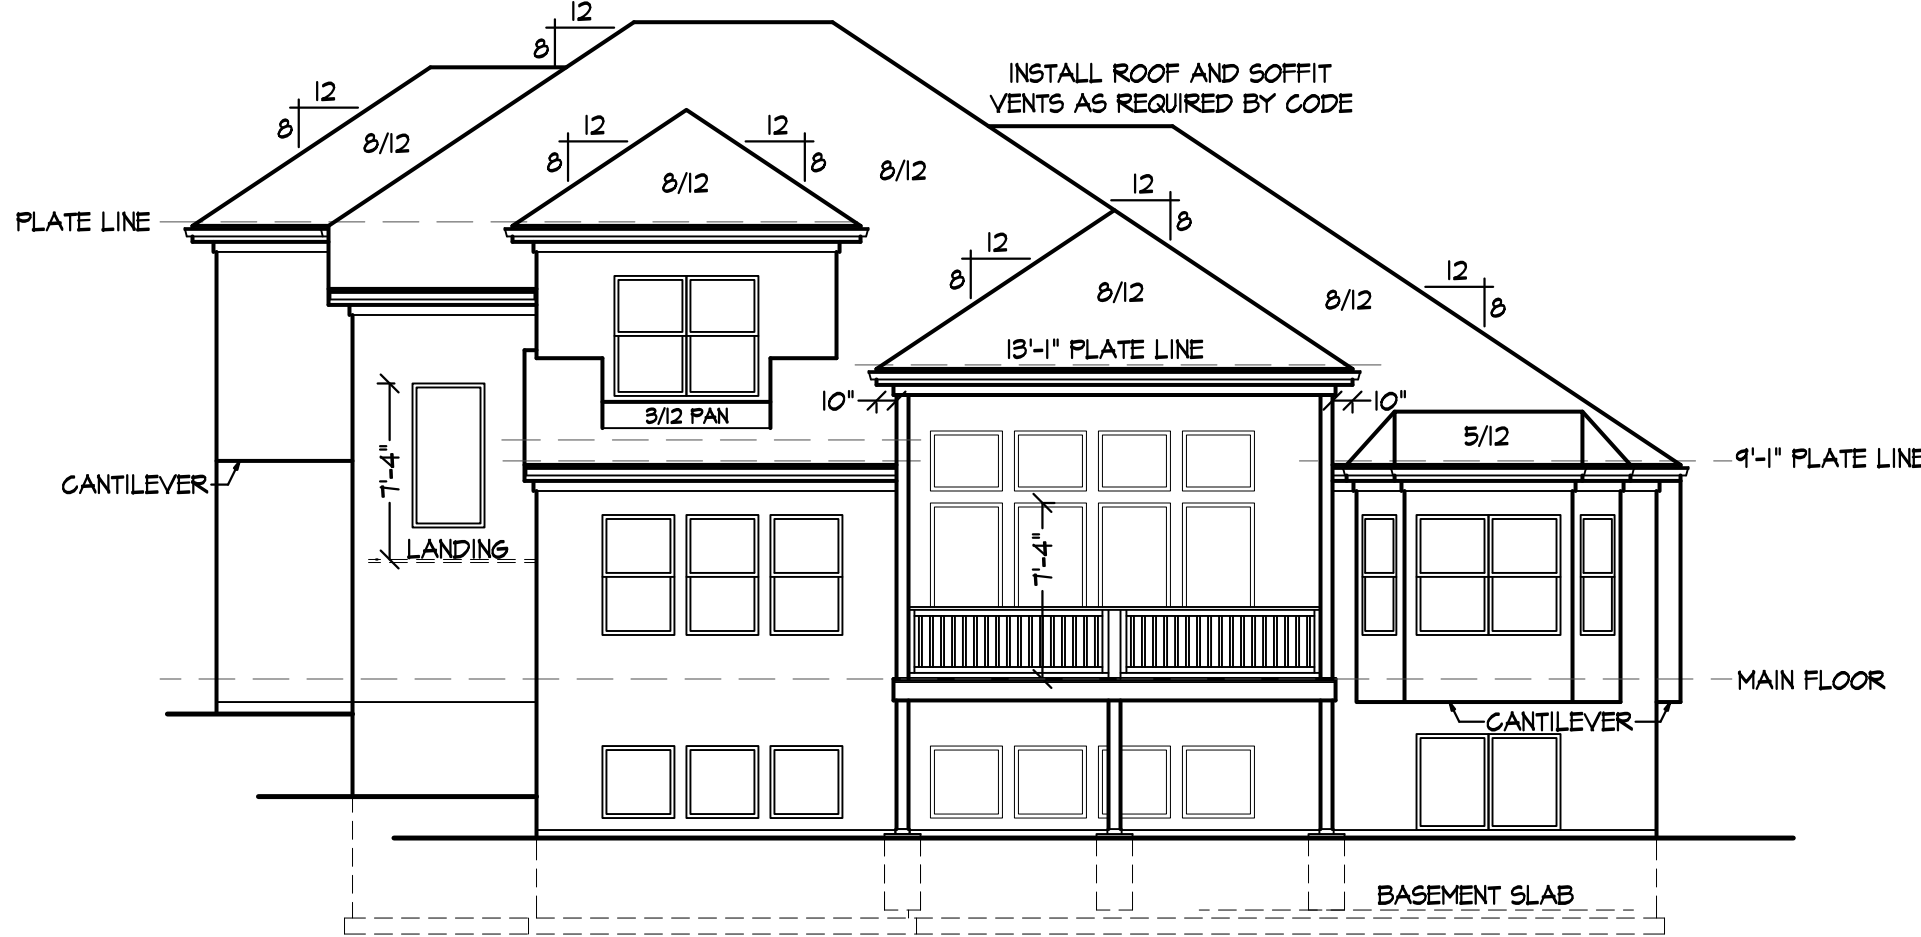 12
8
12
8
8/12
INSTALL ROOF AND SOFFIT
VENTS AS REQUIRED BY CODE
12
8
12
8
8/12
8/12
12
8
PLATE LINE
12
8
12
8
8/12
8/12
13'-1" PLATE LINE
10"
10"
3/12 PAN
5/12
9'-1" PLATE LINE
7'-4"
CANTILEVER
LANDING
7'-4"
MAIN FLOOR
CANTILEVER
BASEMENT SLAB